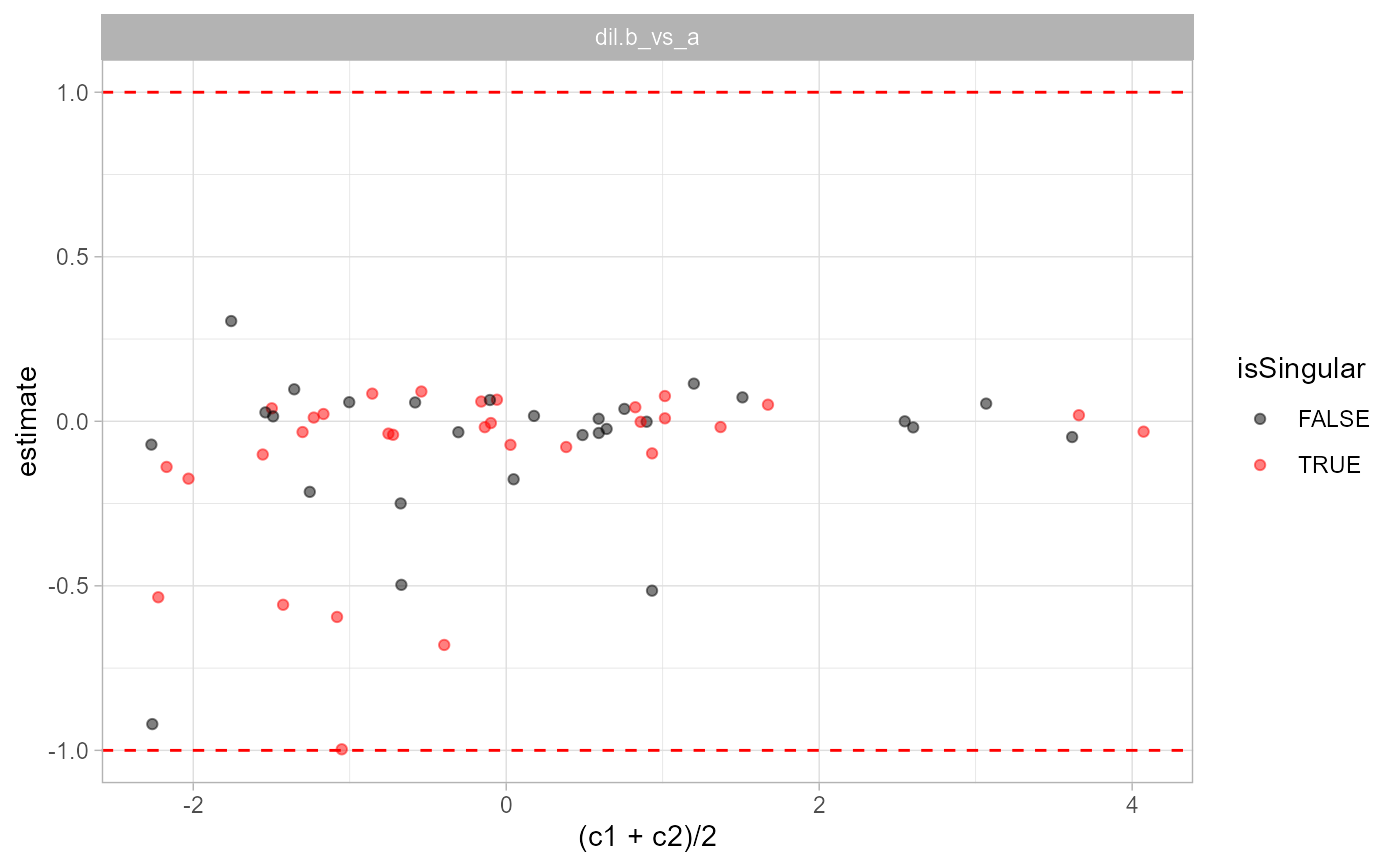 dil.b_vs_a
1.0
0.5
0.0
-0.5
-1.0
estimate
-2
0
2
4
(c1 + c2)/2
isSingular
FALSE
TRUE